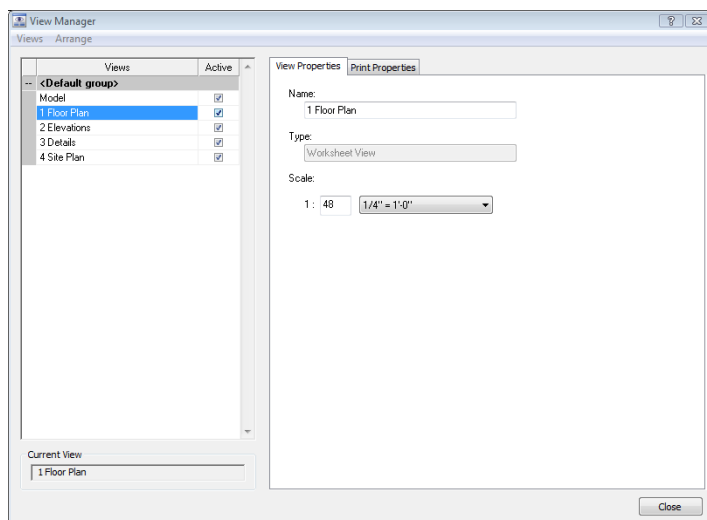 View Manager
Views Arrange
Views Active
-- <Default group>
Model
1 Floor Plan
2 Elevations
3 Details
4 Site Plan
Current View
1 Floor Plan
View Properties Print Properties
Name:
1 Floor Plan
Type:
Worksheet View
Scale:
1 : 48 1/4" = 1'-0"
Close